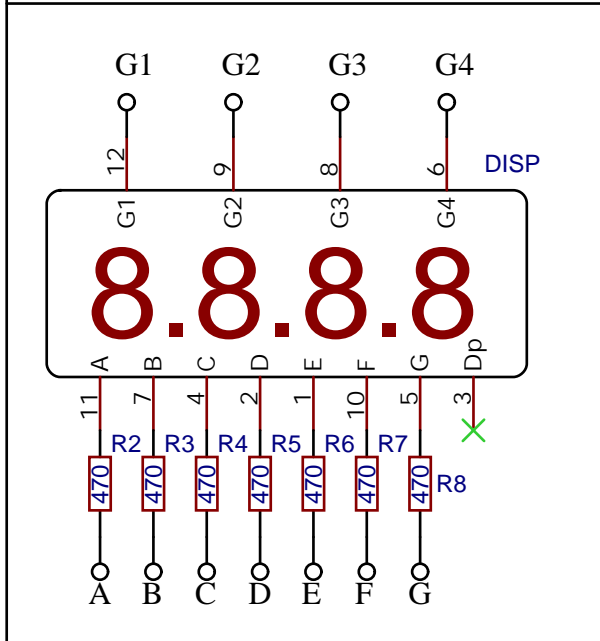 G1 G2 G3 G4
DISP
12 9 8 6
G1 G2 G3 G4
8.8.8.8
A B C D E F G Dp
11 7 4 2 1 10 5 3
R2 R3 R4 R5 R6 R7 R8
470 470 470 470 470 470 470
A B C D E F G